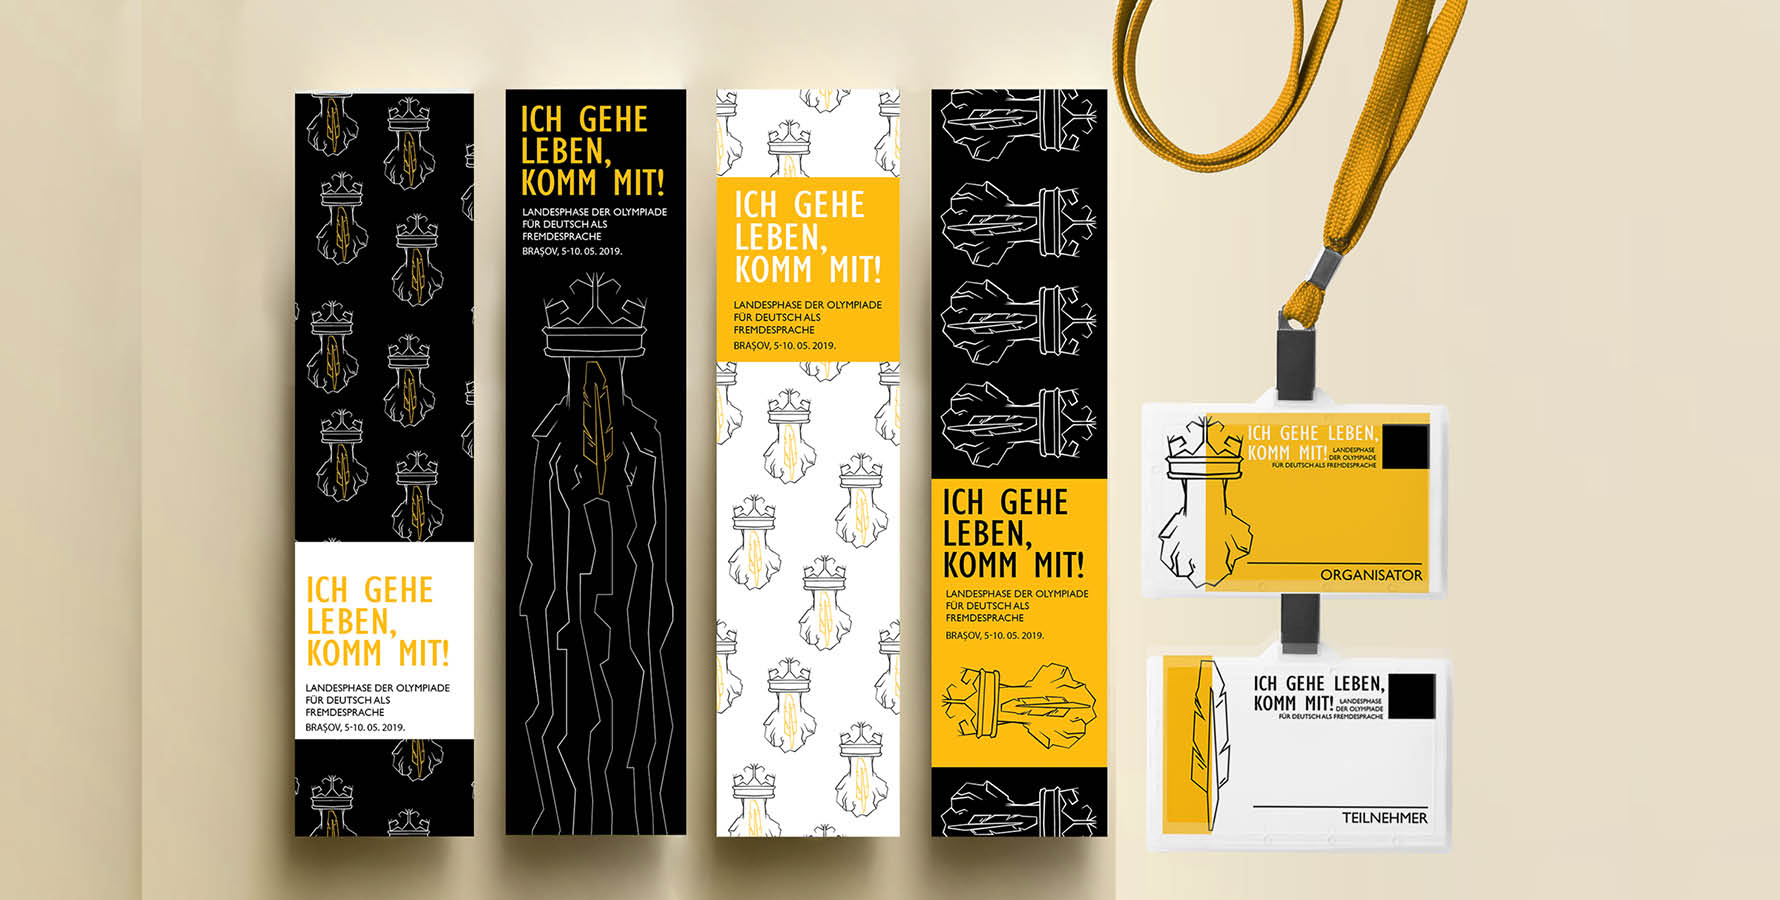 ICH GEHE
LEBEN,
KOMM MIT!
LANDESPHASE DER OLYMPIADE
FÜR DEUTSCH ALS
FREMDESPRACHE
BRAȘOV, 5-10. 05. 2019.
ICH GEHE
LEBEN,
KOMM MIT!
LANDESPHASE DER OLYMPIADE
FÜR DEUTSCH ALS
FREMDESPRACHE
BRAȘOV, 5-10. 05. 2019.
ICH GEHE
LEBEN,
KOMM MIT!
LANDESPHASE DER OLYMPIADE
FÜR DEUTSCH ALS
FREMDESPRACHE
BRAȘOV, 5-10. 05. 2019.
ICH GEHE
LEBEN,
KOMM MIT!
LANDESPHASE DER OLYMPIADE
FÜR DEUTSCH ALS
FREMDESPRACHE
BRAȘOV, 5-10. 05. 2019.
ICH GEHE LEBEN,
KOMM MIT! LANDESPHASE
DER OLYMPIADE
FÜR DEUTSCH ALS FREMDESPRACHE
ORGANISATOR
ICH GEHE LEBEN,
KOMM MIT! LANDESPHASE
DER OLYMPIADE
FÜR DEUTSCH ALS FREMDESPRACHE
TEILNEHMER